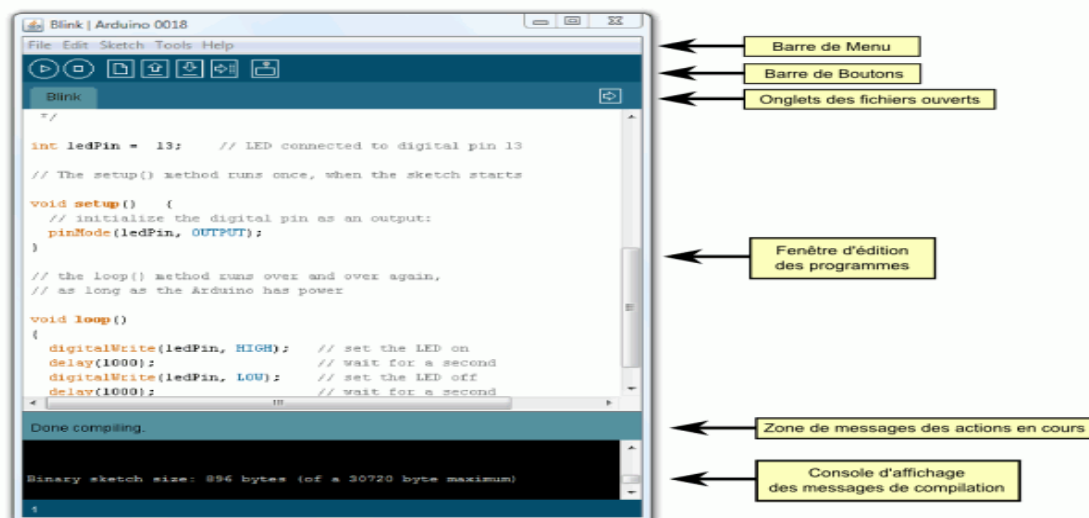 Blink | Arduino 0018
File Edit Sketch Tools Help
Barre de Menu
Barre de Boutons
Blink
Onglets des fichiers ouverts
*/
int ledPin = 13; // LED connected to digital pin 13
// The setup() method runs once, when the sketch starts
void setup() {
// initialize the digital pin as an output:
pinMode(ledPin, OUTPUT);
}
Fenêtre d'édition
des programmes
// the loop() method runs over and over again,
// as long as the Arduino has power
void loop()
{
digitalWrite(ledPin, HIGH); // set the LED on
delay(1000); // wait for a second
digitalWrite(ledPin, LOW); // set the LED off
delay(1000); // wait for a second
Done compiling.
Zone de messages des actions en cours
Binary sketch size: 896 bytes (of a 30720 byte maximum)
Console d'affichage
des messages de compilation
1